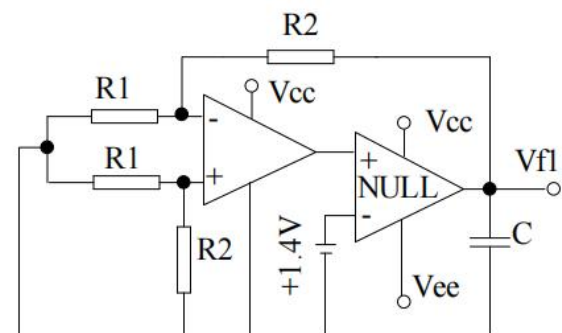 R2
R1
Vcc
-
Vcc
R1
+
+
NULL
-
Vf1
R2
+1.4V
C
Vee